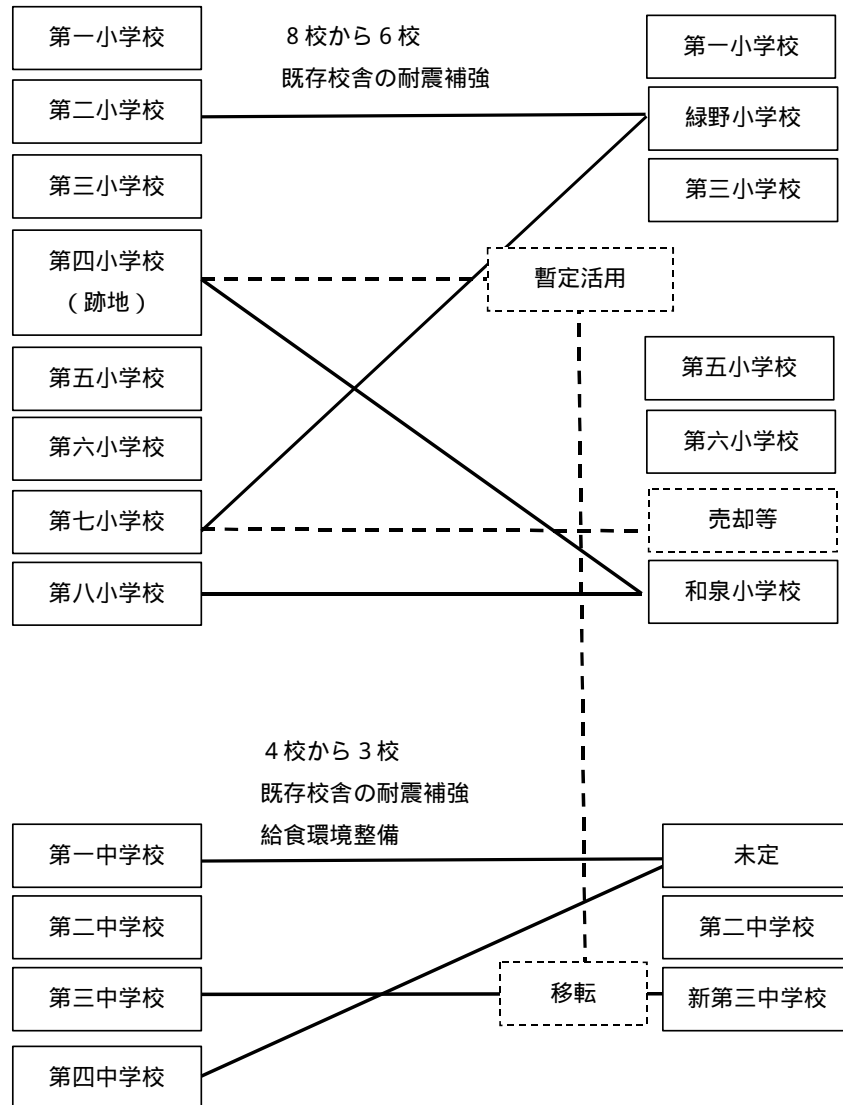 第一小学校
第二小学校
第三小学校
第四小学校
（跡地）
第五小学校
第六小学校
第七小学校
第八小学校
８校から６校
既存校舎の耐震補強
暫定活用
第一小学校
緑野小学校
第三小学校
第五小学校
第六小学校
売却等
和泉小学校
４校から３校
既存校舎の耐震補強
給食環境整備
第一中学校
第二中学校
第三中学校
第四中学校
移転
未定
第二中学校
新第三中学校